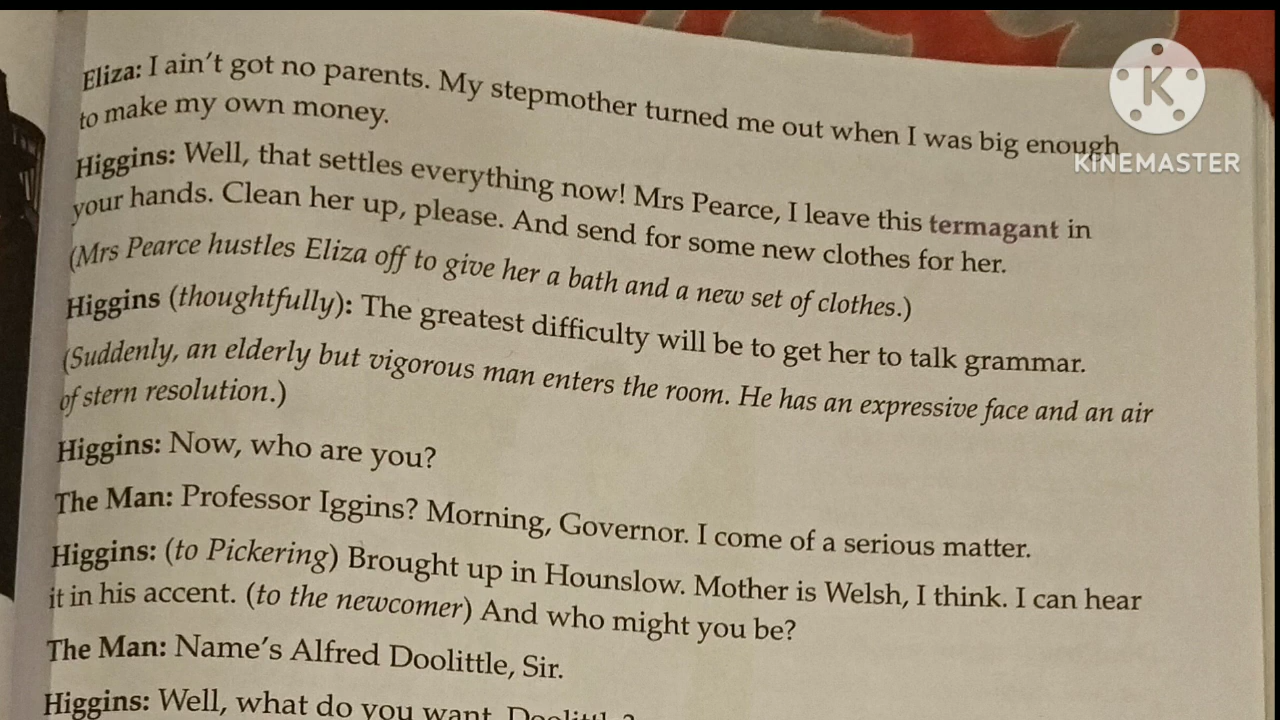 Eliza: I ain't got no parents. My stepmother turned me out when I was big enough
to make my own money.
Higgins: Well, that settles everything now! Mrs Pearce, I leave this termagant in
your hands. Clean her up, please. And send for some new clothes for her.
(Mrs Pearce hustles Eliza off to give her a bath and a new set of clothes.)
Higgins (thoughtfully): The greatest difficulty will be to get her to talk grammar.
(Suddenly, an elderly but vigorous man enters the room. He has an expressive face and an air
of stern resolution.)
Higgins: Now, who are you?
The Man: Professor Iggins? Morning, Governor. I come of a serious matter.
Higgins: (to Pickering) Brought up in Hounslow. Mother is Welsh, I think. I can hear
it in his accent. (to the newcomer) And who might you be?
The Man: Name's Alfred Doolittle, Sir.
Higgins: Well, what do you want, Doolittle?
K
KINEMASTER